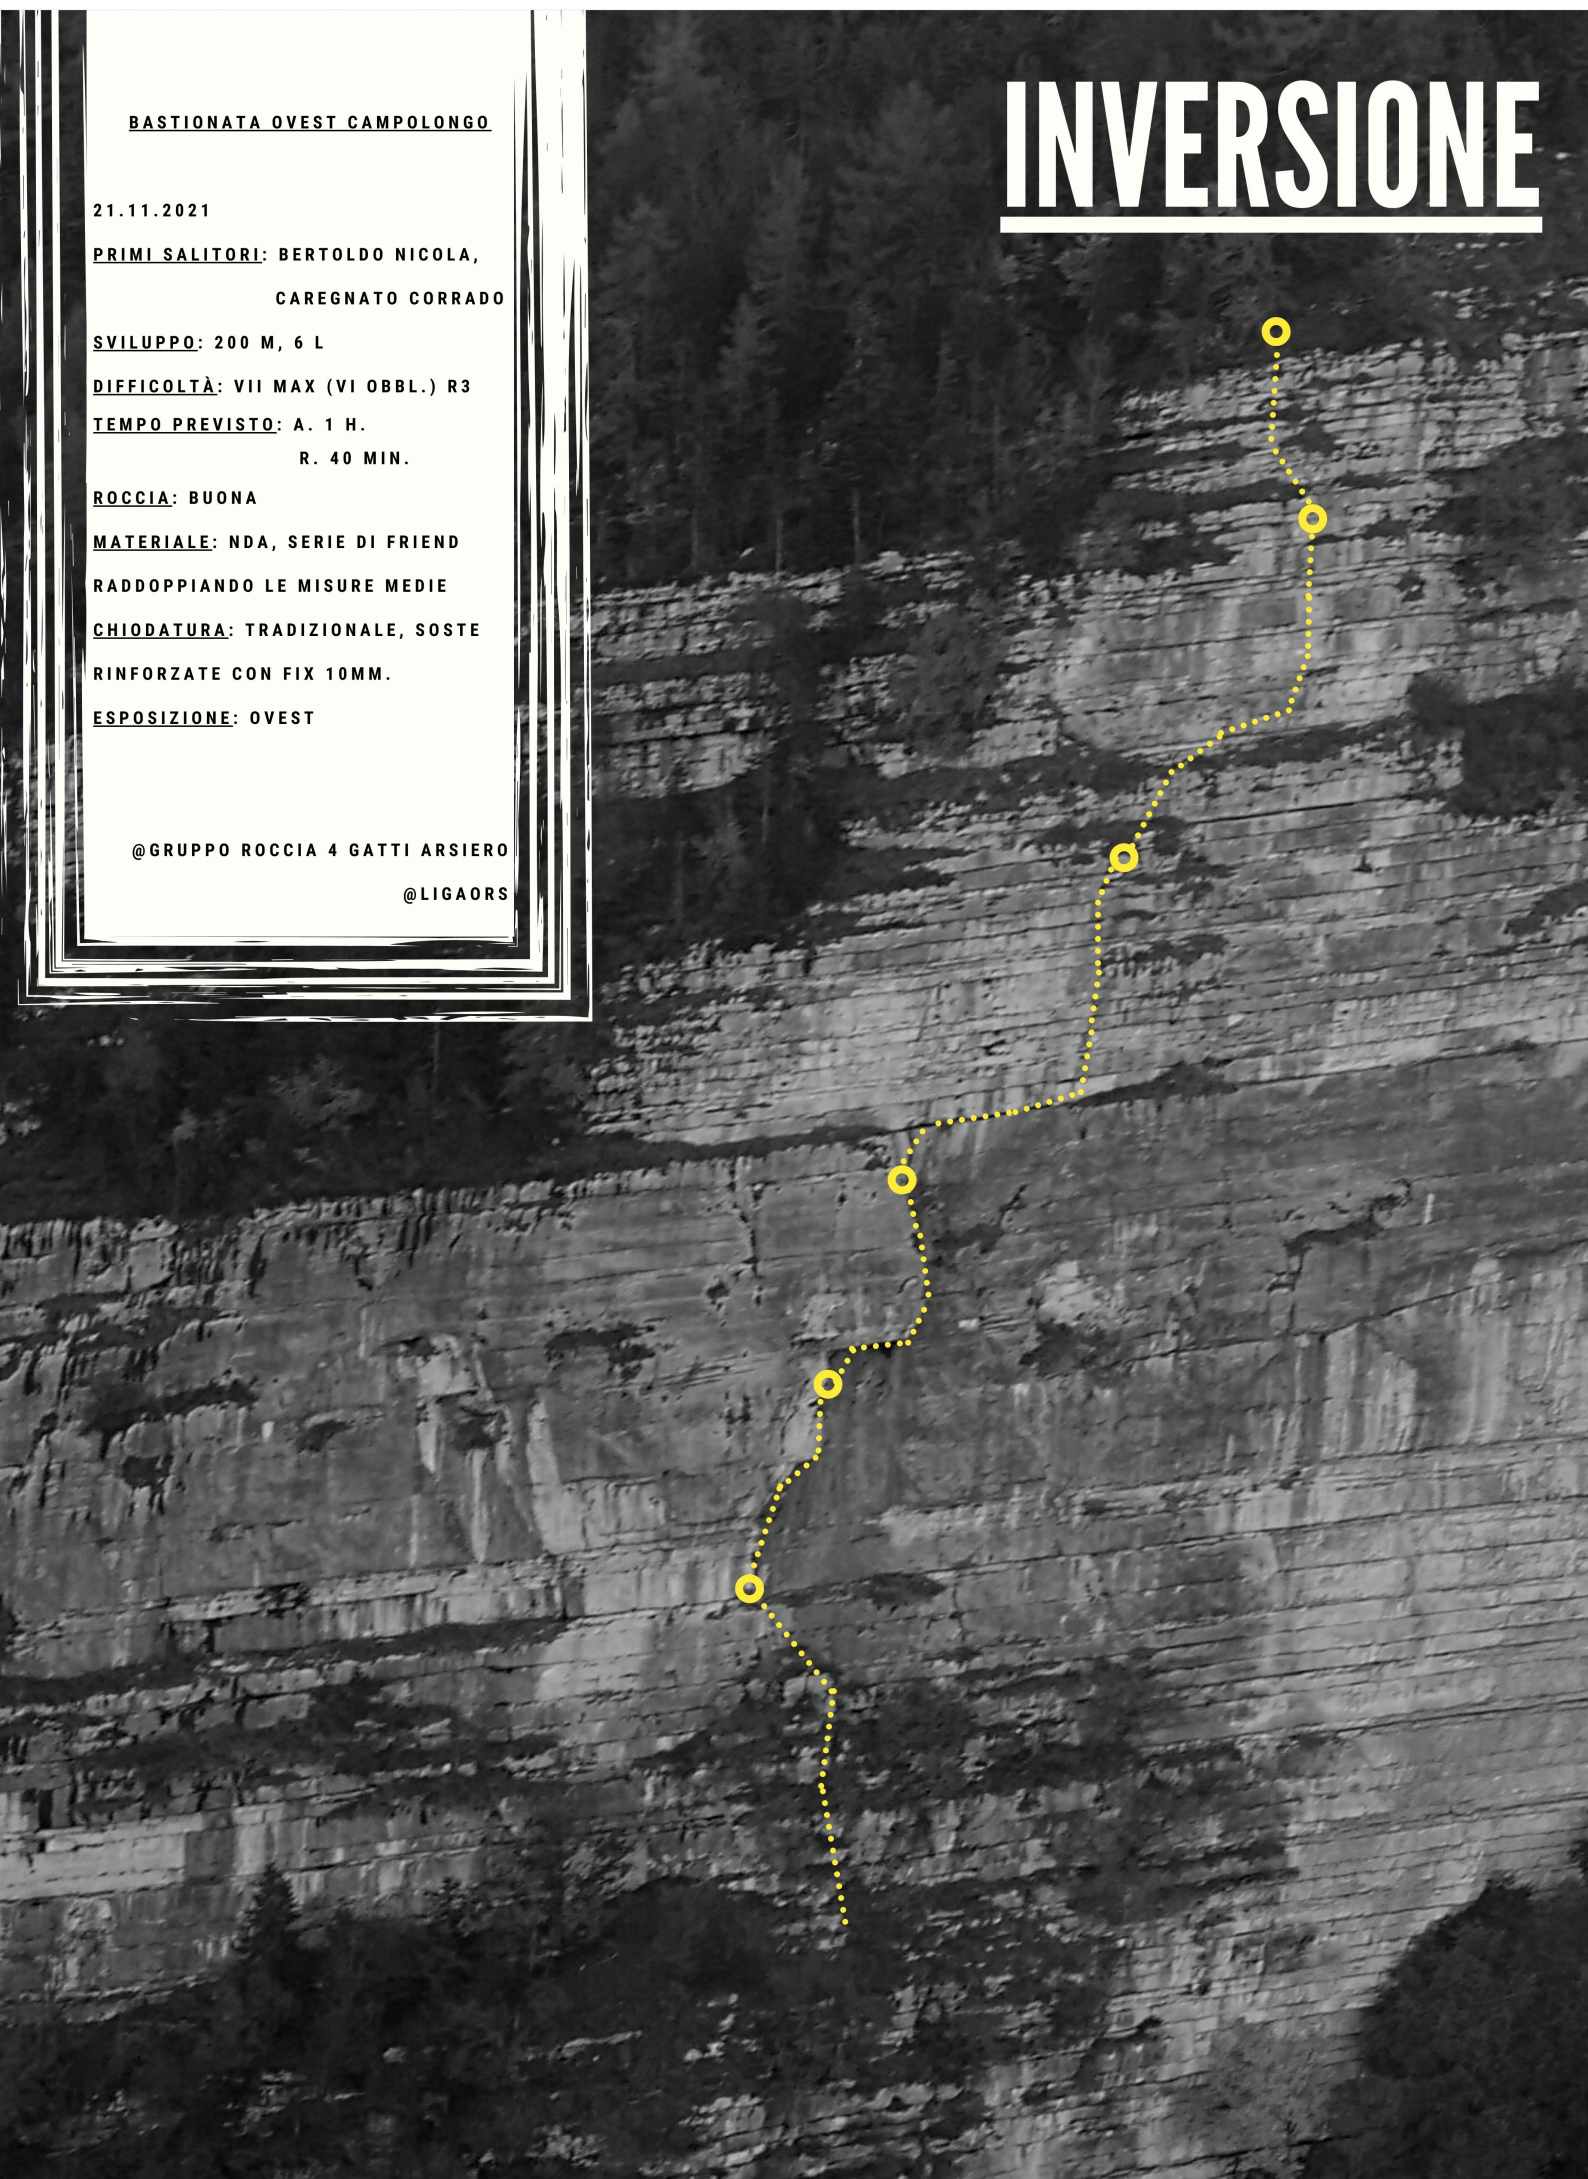 INVERSIONE
BASTIONATA OVEST CAMPOLONGO
21.11.2021
PRIMI SALITORI: BERTOLDO NICOLA,
CAREGNATO CORRADO
SVILUPPO: 200 M, 6 L
DIFFICOLTÀ: VII MAX (VI OBBL.) R3
TEMPO PREVISTO: A. 1 H.
R. 40 MIN.
ROCCIA: BUONA
MATERIALE: NDA, SERIE DI FRIEND
RADDOPPIANDO LE MISURE MEDIE
CHIODATURA: TRADIZIONALE, SOSTE
RINFORZATE CON FIX 10MM.
ESPOSIZIONE: OVEST
@GRUPPO ROCCIA 4 GATTI ARSIERO
@LIGAORS